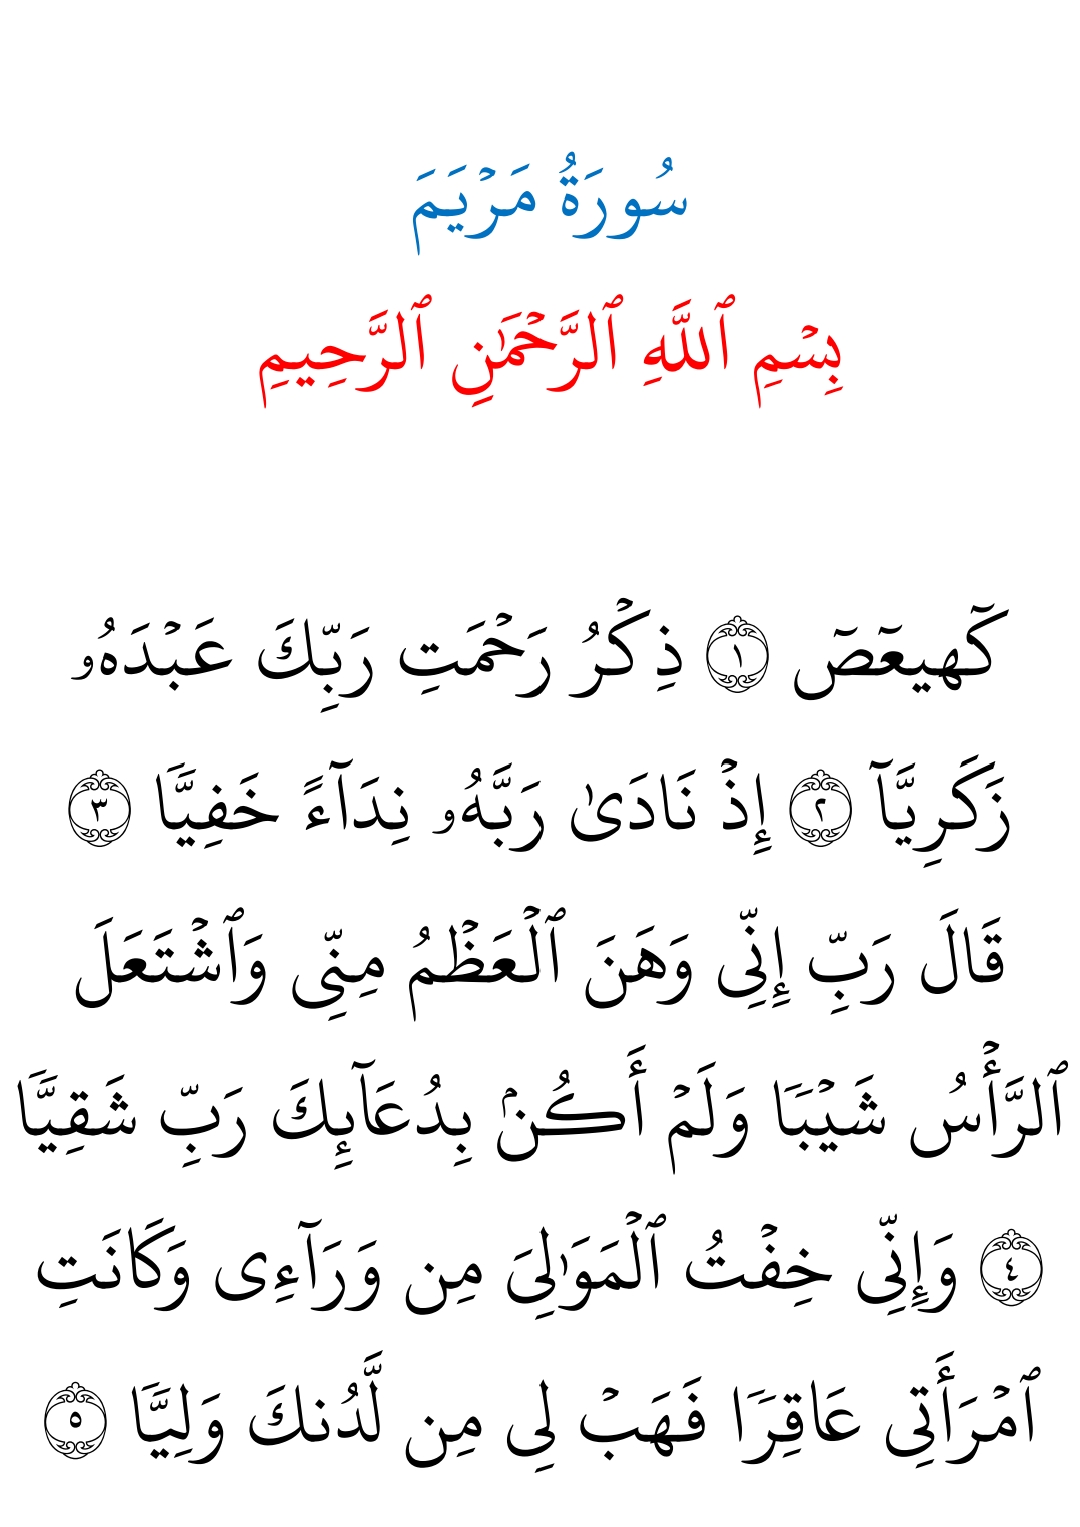 سُورَةُ مَرۡيَمَ
بِسۡمِ ٱللَّهِ ٱلرَّحۡمَٰنِ ٱلرَّحِيمِ
كٓهيعٓصٓ ۝١ ذِكۡرُ رَحۡمَتِ رَبِّكَ عَبۡدَهُۥ
زَكَرِيَّآ ۝٢ إِذۡ نَادَىٰ رَبَّهُۥ نِدَآءً خَفِيَّٗا ۝٣
قَالَ رَبِّ إِنِّي وَهَنَ ٱلۡعَظۡمُ مِنِّي وَٱشۡتَعَلَ
ٱلرَّأۡسُ شَيۡبٗا وَلَمۡ أَكُنۢ بِدُعَآئِكَ رَبِّ شَقِيَّٗا
۝٤ وَإِنِّي خِفۡتُ ٱلۡمَوَٰلِيَ مِن وَرَآءِي وَكَانَتِ
ٱمۡرَأَتِي عَاقِرٗا فَهَبۡ لِي مِن لَّدُنكَ وَلِيَّٗا ۝٥